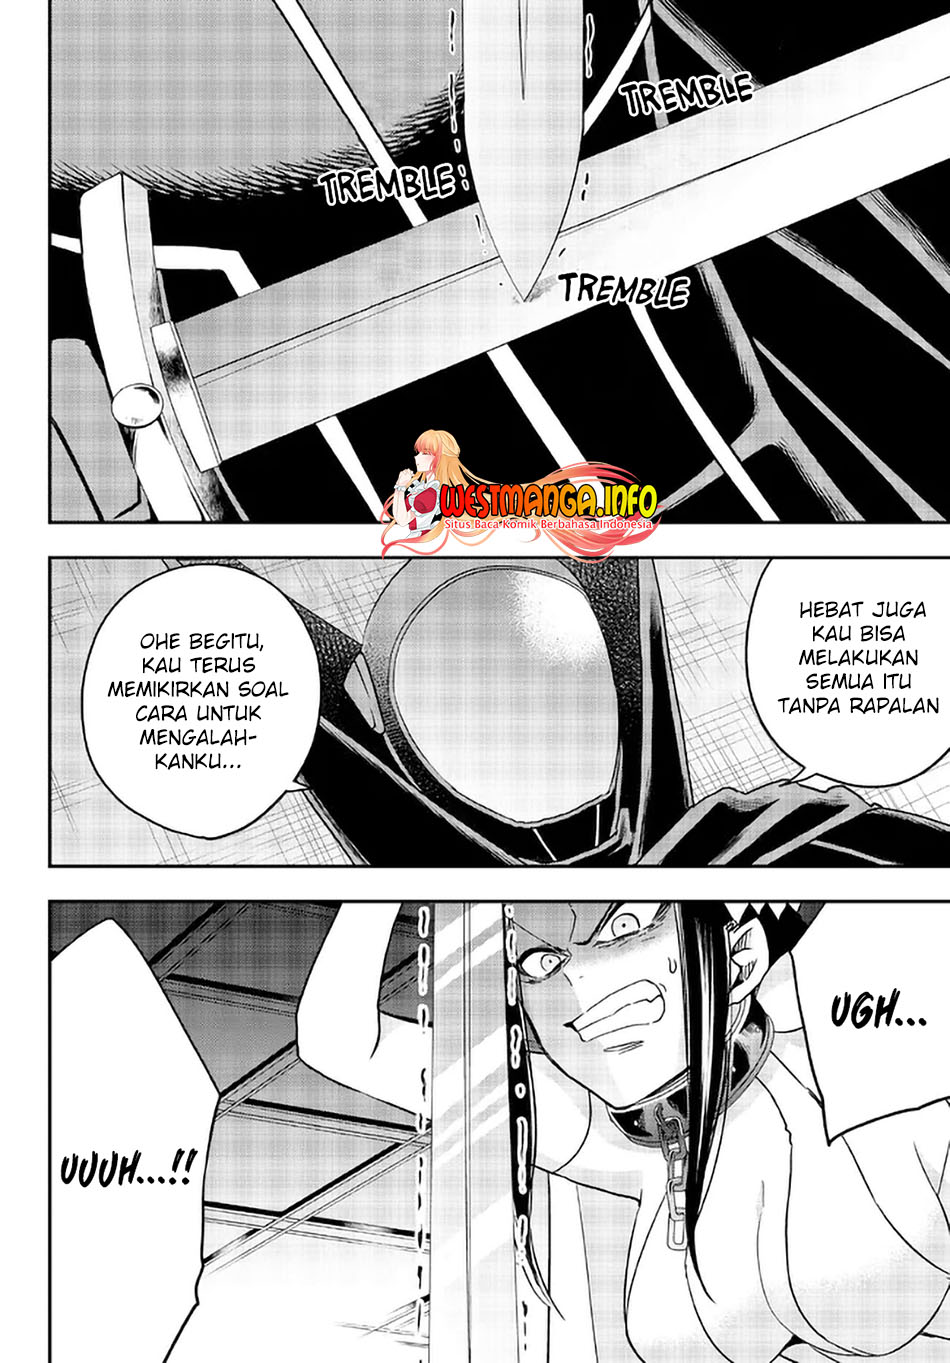 TREMBLE
TREMBLE
TREMBLE
WESTMANGA.INFO
Situs Baca Komik Berbahasa Indonesia
HEBAT JUGA
KAU BISA
MELAKUKAN
SEMUA ITU
TANPA RAPALAN
OHE BEGITU,
KAU TERUS
MEMIKIRKAN SOAL
CARA UNTUK
MENGALAH-
KANKU...
UGH...
UUUH...!!